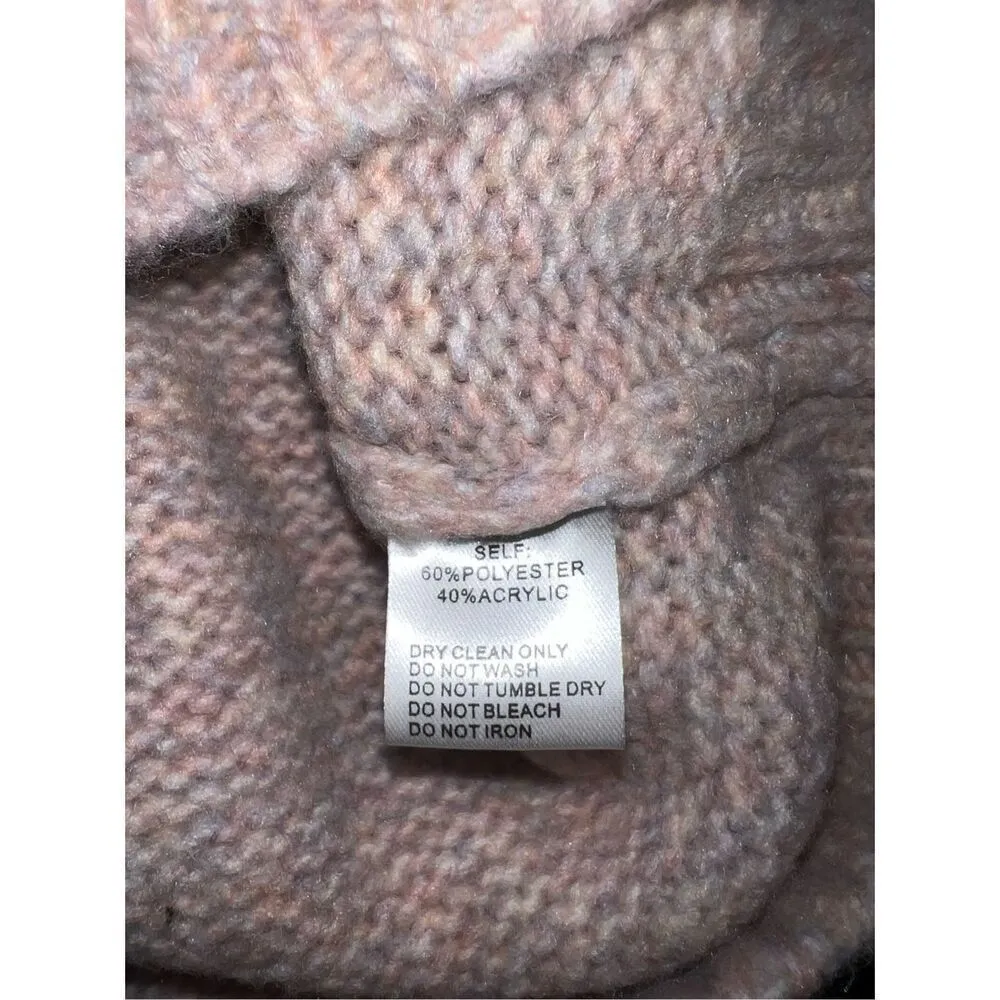 SELF:
60%POLYESTER
40%ACRYLIC
DRY CLEAN ONLY
DO NOT WASH
DO NOT TUMBLE DRY
DO NOT BLEACH
DO NOT IRON